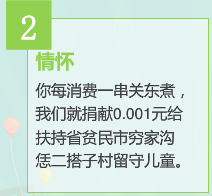 2
情怀
你每消费一串关东煮，
我们就捐献0.001元给
扶持省贫民市穷家沟
恁二搭子村留守儿童。